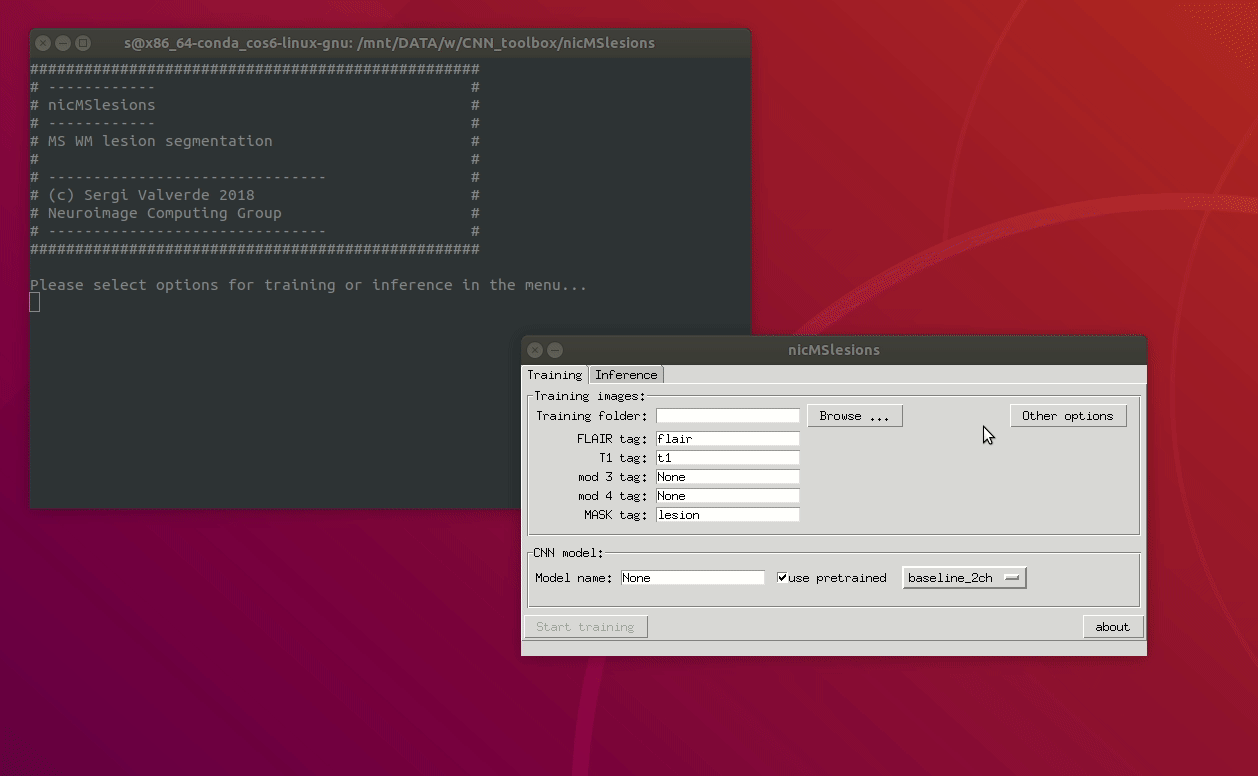 s@x86_64-conda_cos6-linux-gnu: /mnt/DATA/w/CNN_toolbox/nicMSlesions
##################################################
# ------------ #
# nicMSlesions #
# ------------ #
# MS WM lesion segmentation #
# #
# ------------------------------- #
# (c) Sergi Valverde 2018 #
# Neuroimage Computing Group #
# ------------------------------- #
##################################################
Please select options for training or inference in the menu...
nicMSlesions
Training Inference
Training images:
Training folder: Browse ... Other options
FLAIR tag: flair
T1 tag: t1
mod 3 tag: None
mod 4 tag: None
MASK tag: lesion
CNN model:
Model name: None use pretrained baseline_2ch
Start training about